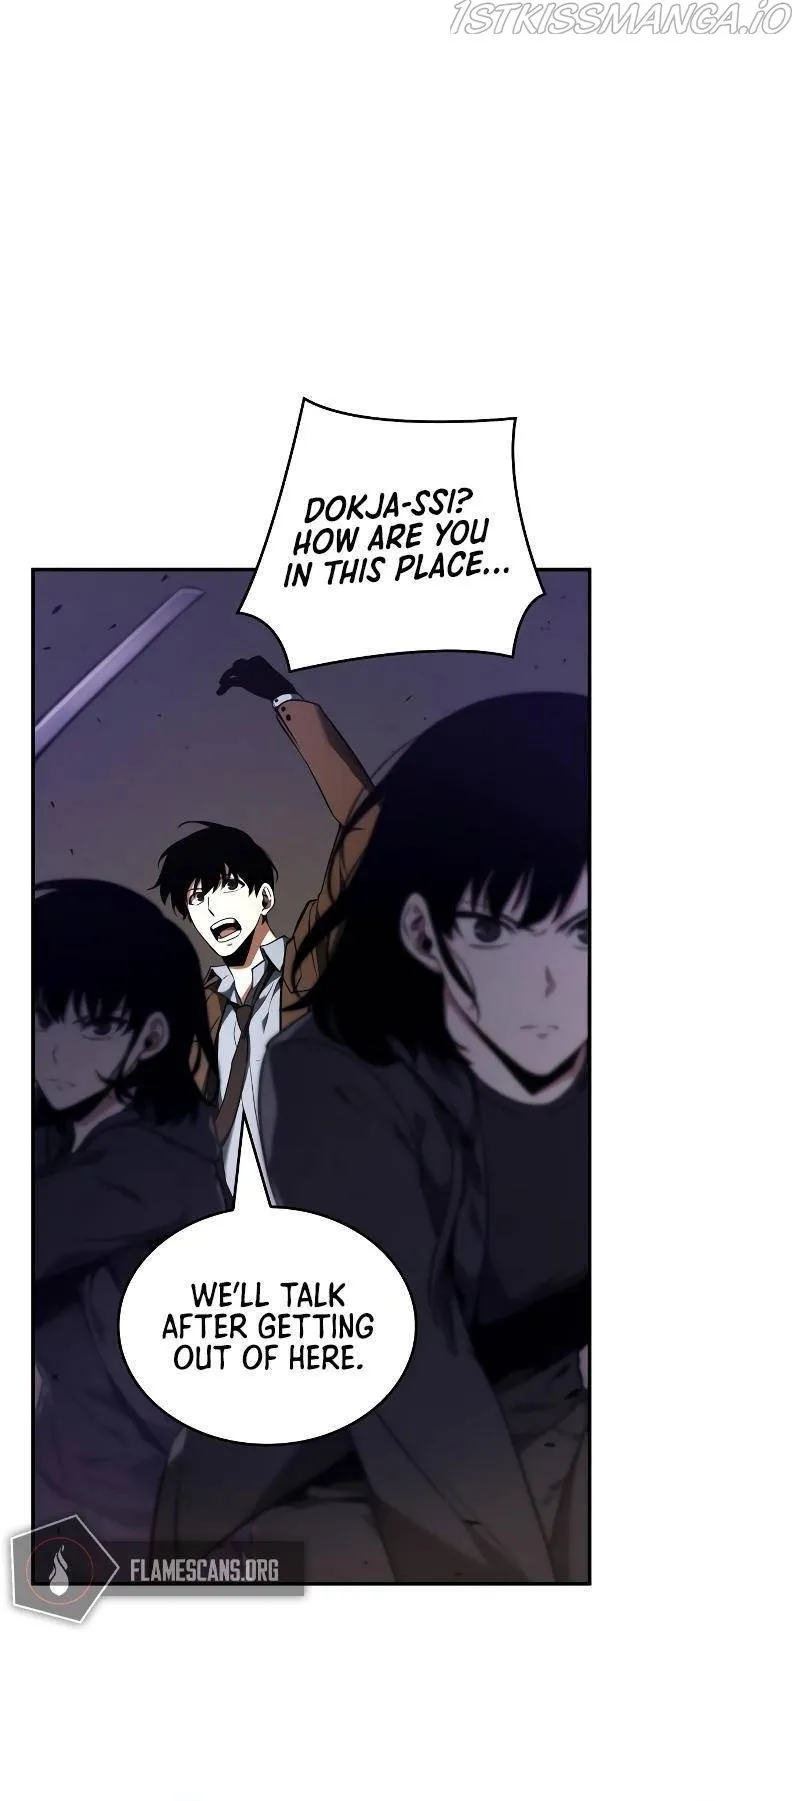 1STKISSMANGA.iO
DOKJA-SSI?
HOW ARE YOU
IN THIS PLACE...
WE'LL TALK
AFTER GETTING
OUT OF HERE.
FLAMESCANS.ORG